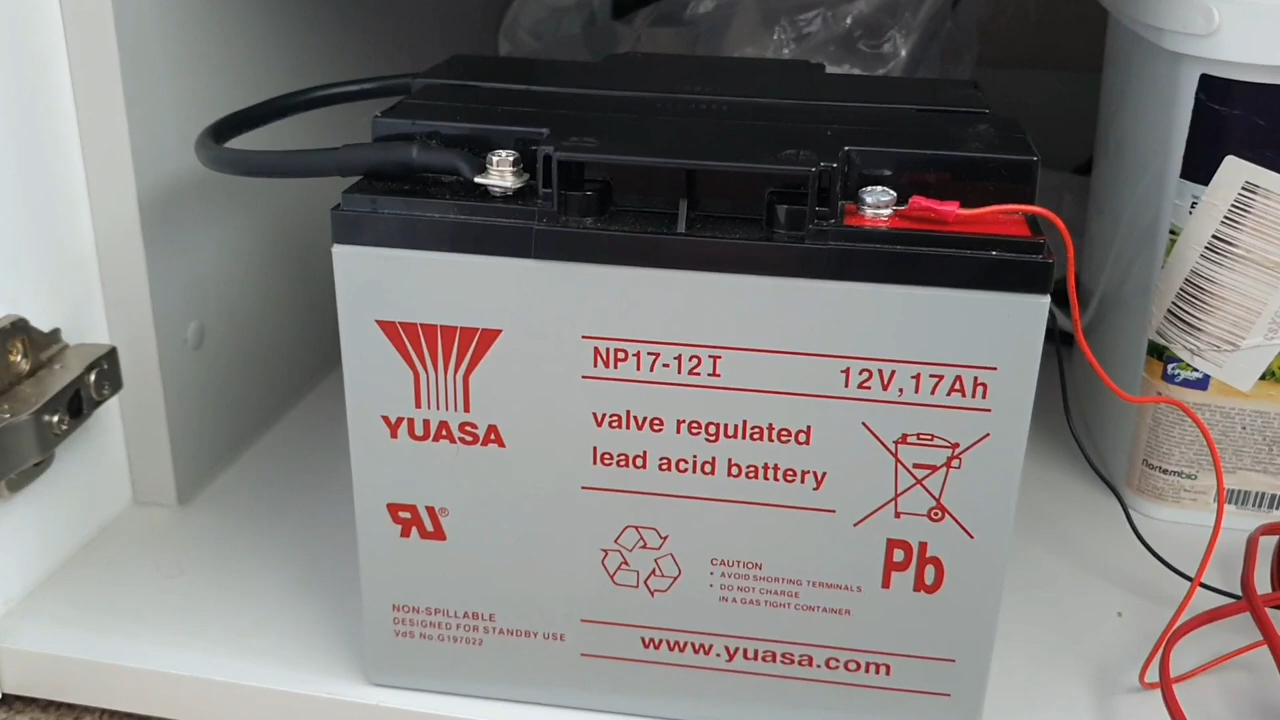 YUASA
NP17-12I 12V,17Ah
valve regulated
lead acid battery
Pb
CAUTION
• AVOID SHORTING TERMINALS
• DO NOT CHARGE
IN A GAS TIGHT CONTAINER
NON-SPILLABLE
DESIGNED FOR STANDBY USE
VdS No.G197022
www.yuasa.com
nortembio